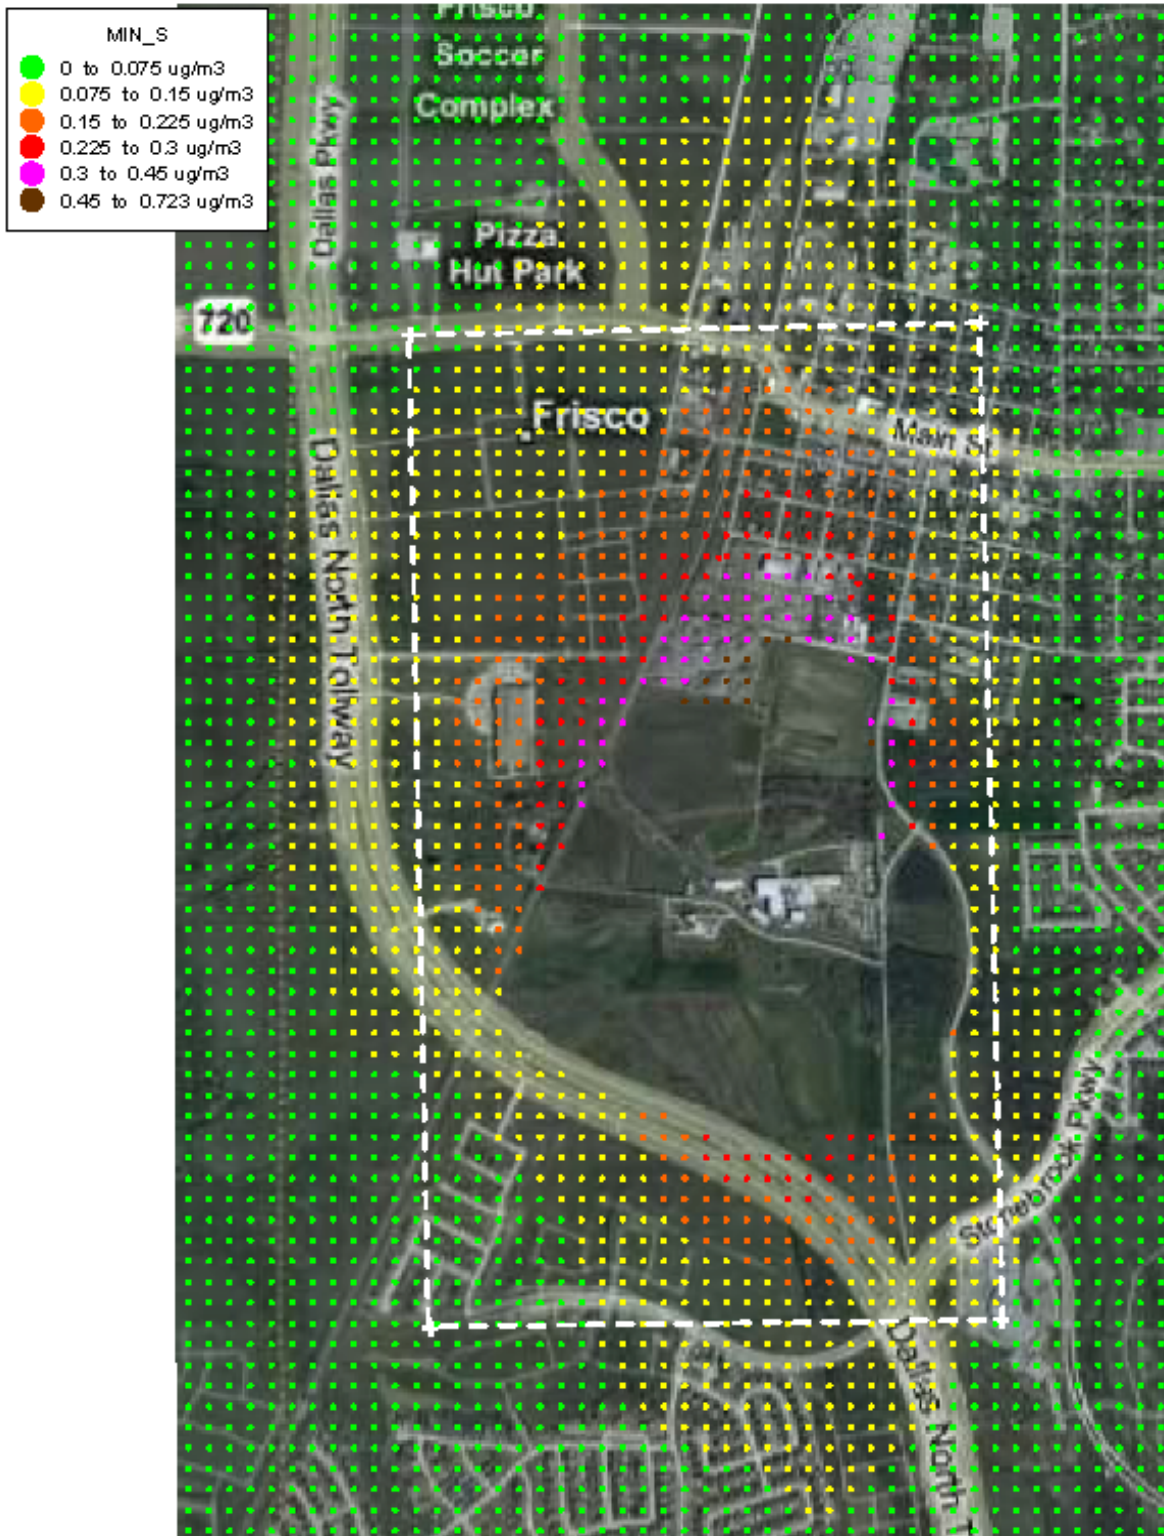 MIN_S
0 to 0.075 ug/m3
0.075 to 0.15 ug/m3
0.15 to 0.225 ug/m3
0.225 to 0.3 ug/m3
0.3 to 0.45 ug/m3
0.45 to 0.723 ug/m3
Frisco
Soccer
Complex
Dallas Pkwy
Pizza
Hut Park
720
Frisco
Main St
Dallas North Tollway
Stonebrook Pkwy
Dallas North T